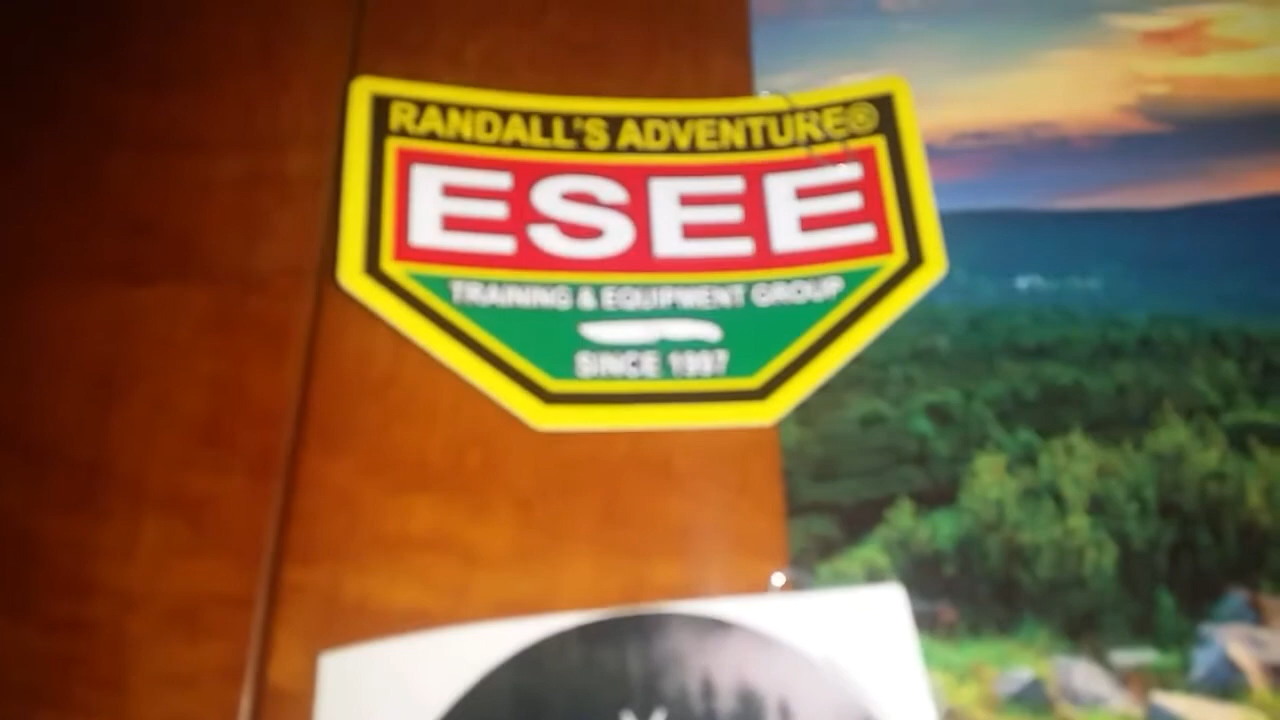 RANDALL'S ADVENTURE®
ESEE
TRAINING & EQUIPMENT GROUP
SINCE 1997